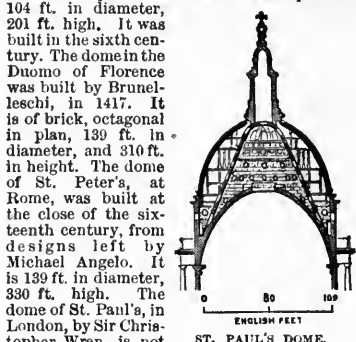 104 ft. in diameter,
201 ft. high. It was
built in the sixth cen-
tury. The dome in the
Duomo of Florence
was built by Brunel-
leschi, in 1417. It
is of brick, octagonal
in plan, 139 ft. in
diameter, and 310 ft.
in height. The dome
of St. Peter's, at
Rome, was built at
the close of the six-
teenth century, from
designs left by
Michael Angelo. It
is 139 ft. in diameter,
330 ft. high. The
dome of St. Paul's, in
London, by Sir Chris-
topher Wren, is not
0 50 100
ENGLISH FEET
ST. PAUL'S DOME.